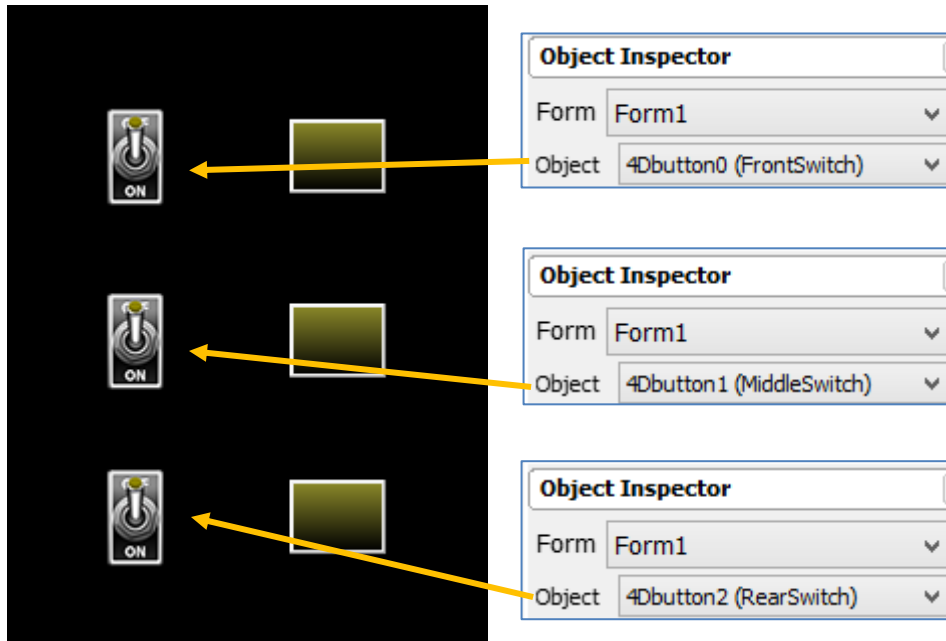 Object Inspector
Form Form1
Object 4Dbutton0 (FrontSwitch)
ON
Object Inspector
Form Form1
Object 4Dbutton1 (MiddleSwitch)
ON
Object Inspector
Form Form1
Object 4Dbutton2 (RearSwitch)
ON